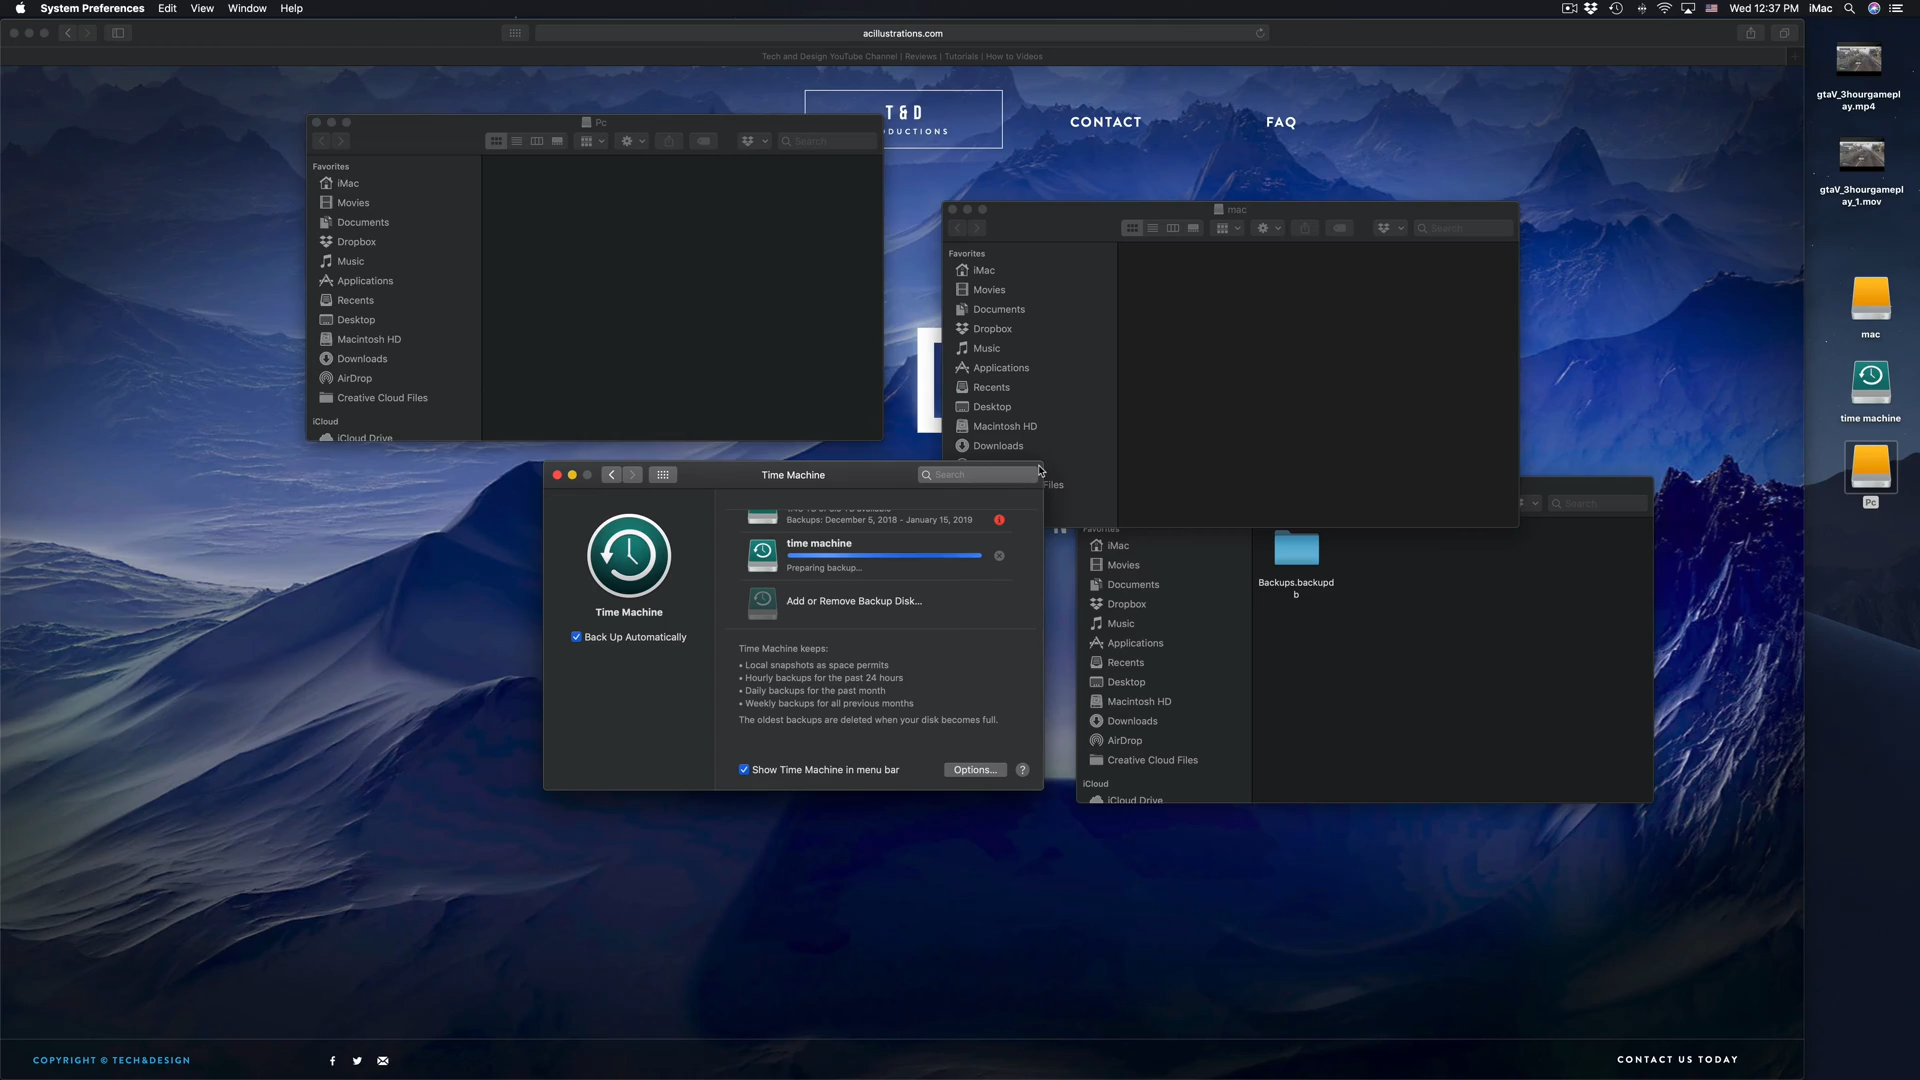 System Preferences Edit View Window Help
Wed 12:37 PM iMac
acillustrations.com
Tech and Design YouTube Channel | Reviews | Tutorials | How to Videos
T & D
CONTACT
FAQ
gtaV_3hourgamepl
ay.mp4
gtaV_3hourgamepl
ay_1.mov
mac
time machine
Pc
Pc
Search
Favorites
iMac
Movies
Documents
Dropbox
Music
Applications
Recents
Desktop
Macintosh HD
Downloads
AirDrop
Creative Cloud Files
iCloud
iCloud Drive
mac
Search
Favorites
iMac
Movies
Documents
Dropbox
Music
Applications
Recents
Desktop
Macintosh HD
Downloads
Files
Time Machine
Search
Time Machine
Back Up Automatically
Backups: December 5, 2018 - January 15, 2019
time machine
Preparing backup...
Add or Remove Backup Disk...
Time Machine keeps:
• Local snapshots as space permits
• Hourly backups for the past 24 hours
• Daily backups for the past month
• Weekly backups for all previous months
The oldest backups are deleted when your disk becomes full.
Show Time Machine in menu bar
Options...
?
Search
Favorites
iMac
Movies
Documents
Dropbox
Music
Applications
Recents
Desktop
Macintosh HD
Downloads
AirDrop
Creative Cloud Files
iCloud
iCloud Drive
Backups.backupd
b
COPYRIGHT © TECH&DESIGN
CONTACT US TODAY